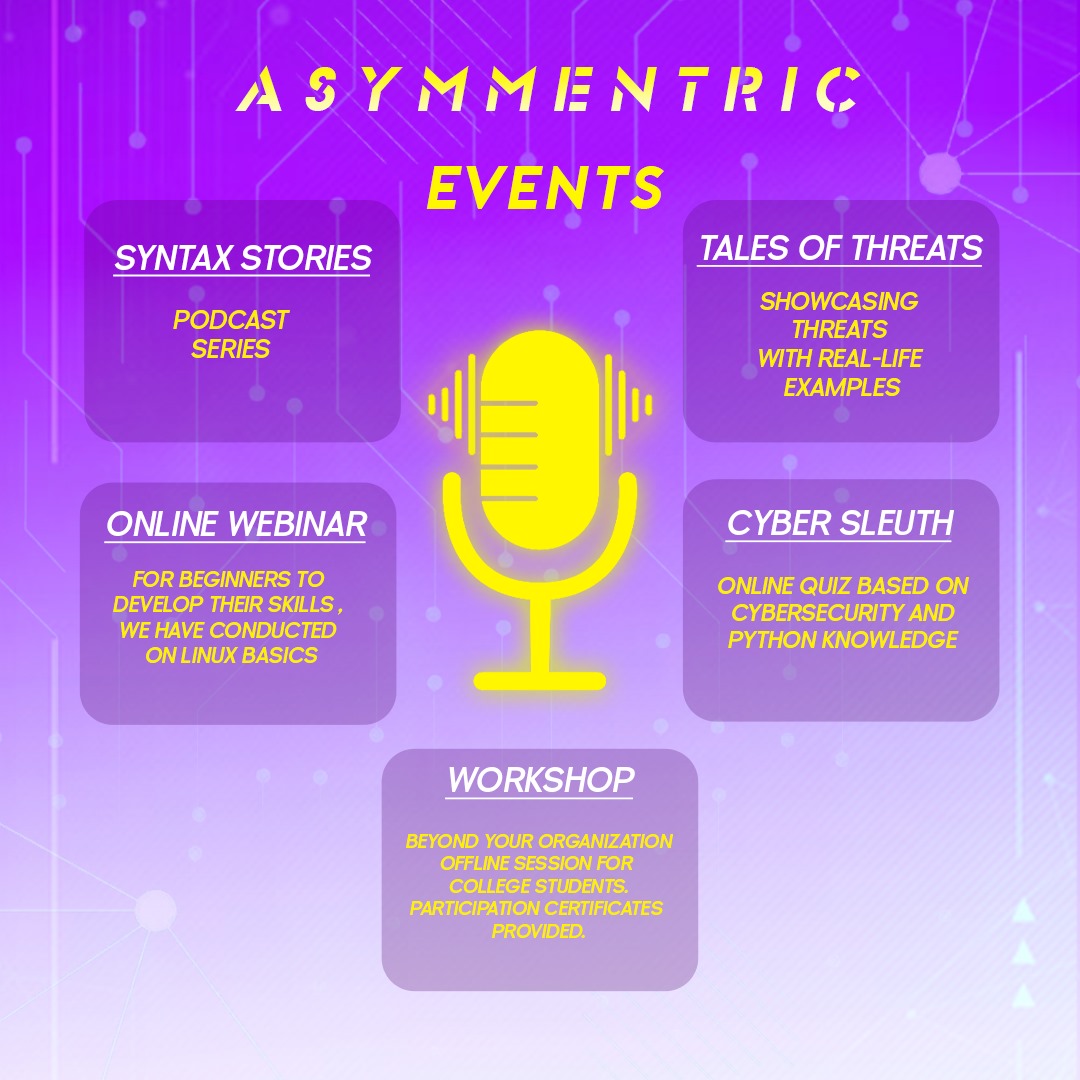 ASYMMENTRIC
EVENTS
SYNTAX STORIES
PODCAST
SERIES
TALES OF THREATS
SHOWCASING
THREATS
WITH REAL-LIFE
EXAMPLES
ONLINE WEBINAR
FOR BEGINNERS TO
DEVELOP THEIR SKILLS ,
WE HAVE CONDUCTED
ON LINUX BASICS
CYBER SLEUTH
ONLINE QUIZ BASED ON
CYBERSECURITY AND
PYTHON KNOWLEDGE
WORKSHOP
BEYOND YOUR ORGANIZATION
OFFLINE SESSION FOR
COLLEGE STUDENTS.
PARTICIPATION CERTIFICATES
PROVIDED.